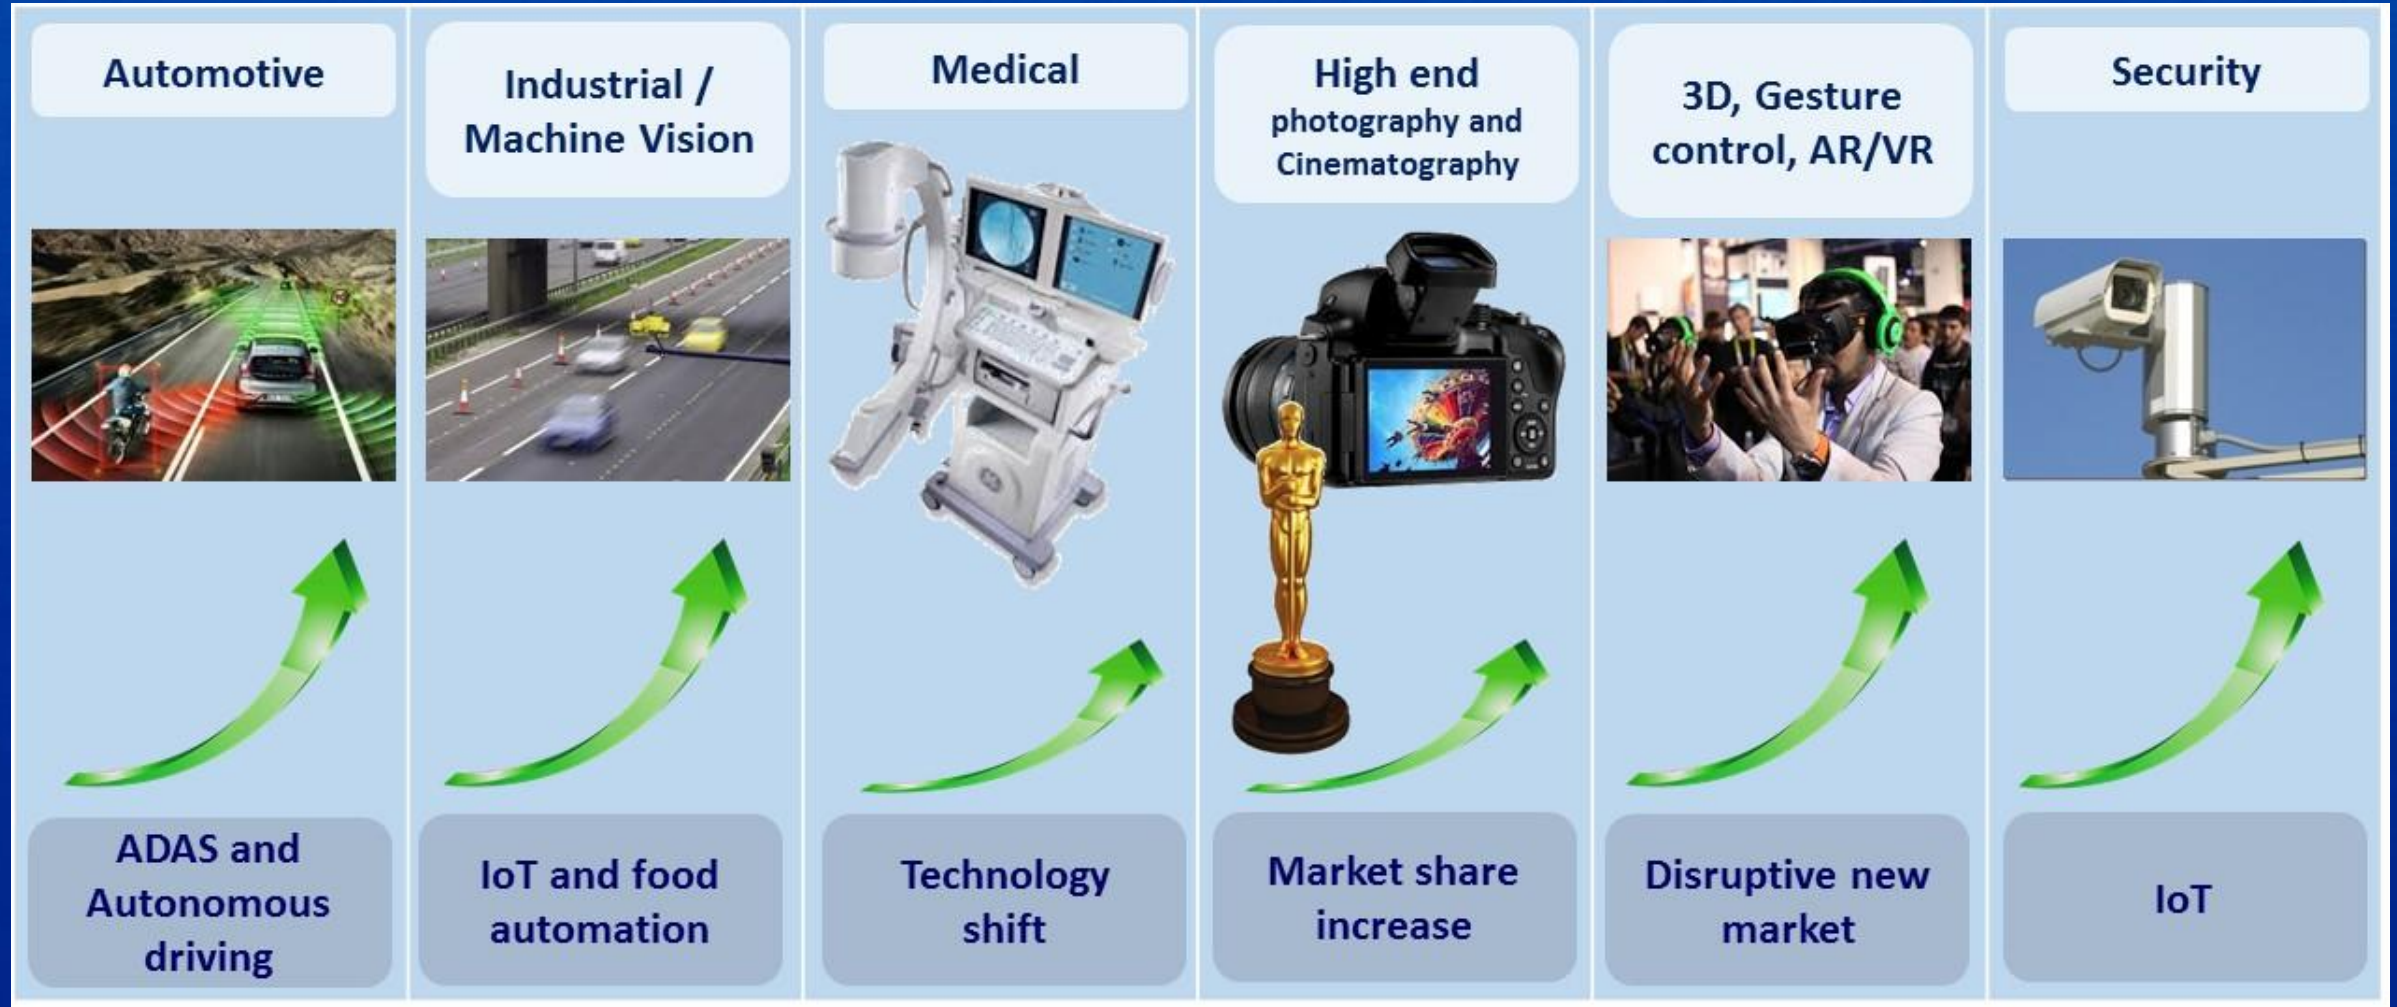 Automotive
Industrial /
Machine Vision
Medical
High end
photography and
Cinematography
3D, Gesture
control, AR/VR
Security
ADAS and
Autonomous
driving
IoT and food
automation
Technology
shift
Market share
increase
Disruptive new
market
IoT